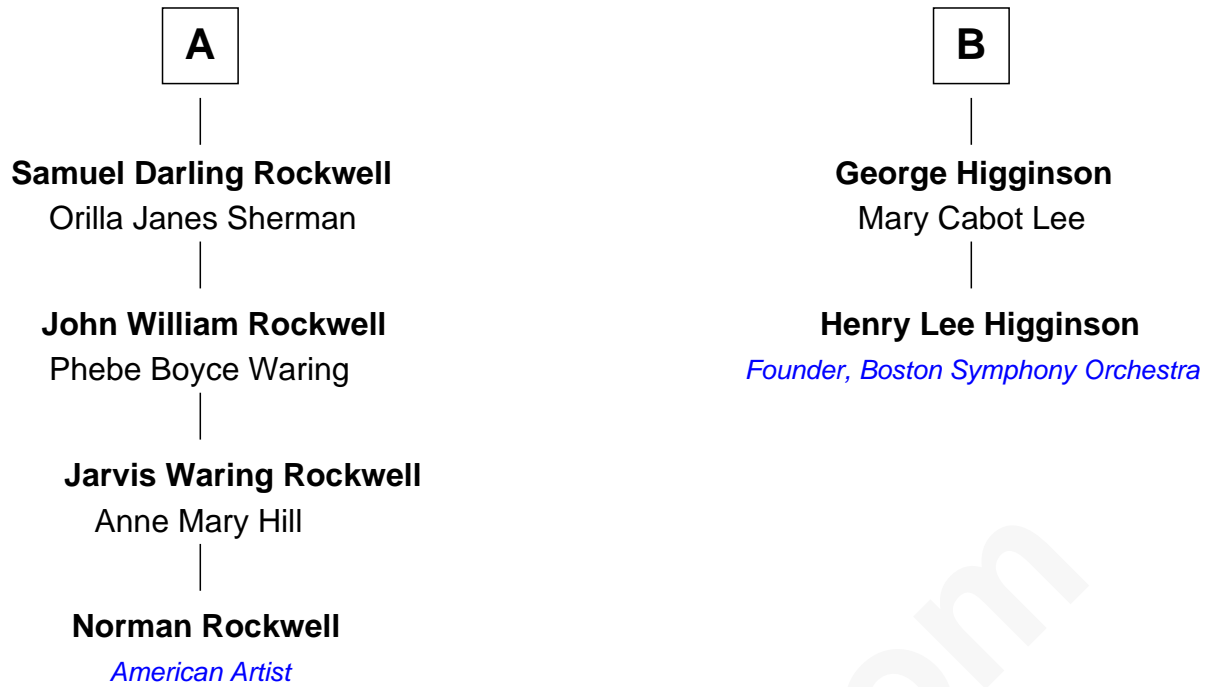 A
Samuel Darling Rockwell
Orilla Janes Sherman
John William Rockwell
Phebe Boyce Waring
Jarvis Waring Rockwell
Anne Mary Hill
Norman Rockwell
American Artist
B
George Higginson
Mary Cabot Lee
Henry Lee Higginson
Founder, Boston Symphony Orchestra
om